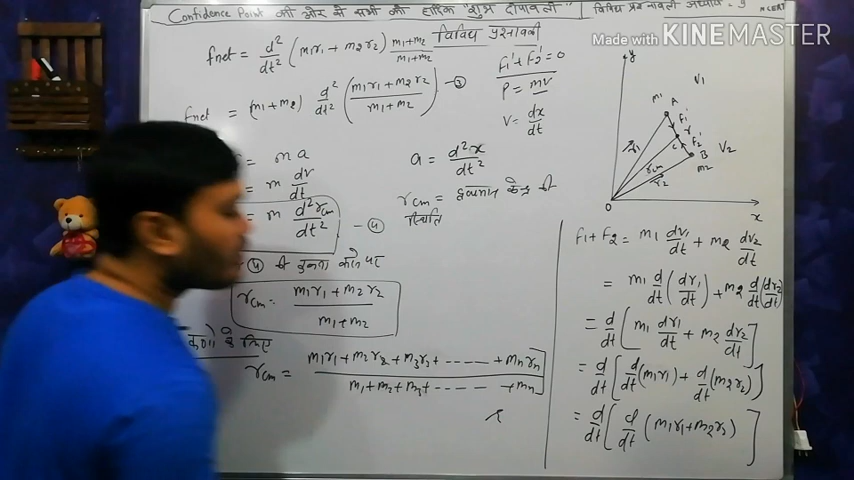 Confidence Point की ओर से सभी को हार्दिक "शुभ दीपावली"
विविध प्रश्नावली अध्याय-
NCERT
Made with KINEMASTER
विविध प्रश्नावली
fnet = d²/dt² (m₁r₁ + m₂r₂) m₁+m₂/m₁+m₂
fnet = (m₁+m₂) d²/dt² (m₁r₁ + m₂r₂ / m₁+m₂) - ③
= ma
= m dv/dt
= m d²rcm/dt² - ④
F₁' + F₂' = 0
P = mv
v = dx/dt
a = d²x/dt²
rcm = द्रव्यमान केन्द्र की
स्थिति
④ से तुलना करने पर
rcm = m₁r₁ + m₂r₂ / m₁+m₂
कणों के लिए
rcm = m₁r₁ + m₂r₂ + m₃r₃ + ------ + mnrn / m₁+m₂+m₃+ ------ +mn
y
V₁
m₁ A
F₁'
r
C F₂'
B V₂
m₂
r₁
rcm
r₂
O
x
F₁ + F₂ = m₁ dv₁/dt + m₂ dv₂/dt
= m₁ d/dt (dr₁/dt) + m₂ d/dt (dr₂/dt)
= d/dt [m₁ dr₁/dt + m₂ dr₂/dt]
= d/dt [d/dt (m₁r₁) + d/dt (m₂r₂)]
= d/dt [d/dt (m₁r₁+m₂r₂)]